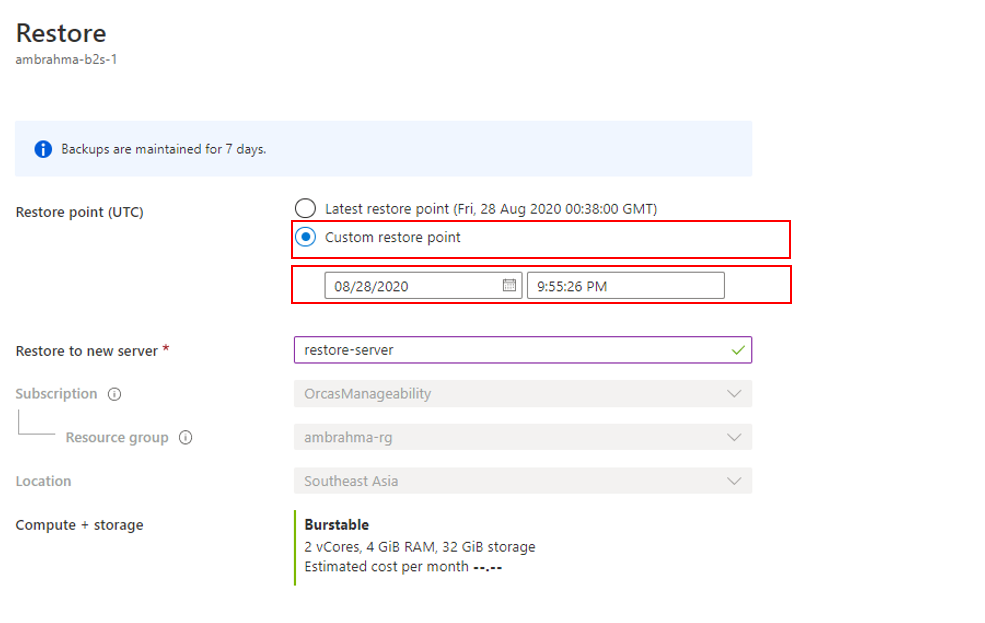 Restore
ambrahma-b2s-1
Backups are maintained for 7 days.
Restore point (UTC)
Latest restore point (Fri, 28 Aug 2020 00:38:00 GMT)
Custom restore point
08/28/2020
9:55:26 PM
Restore to new server *
restore-server
Subscription
OrcasManageability
Resource group
ambrahma-rg
Location
Southeast Asia
Compute + storage
Burstable
2 vCores, 4 GiB RAM, 32 GiB storage
Estimated cost per month --.--